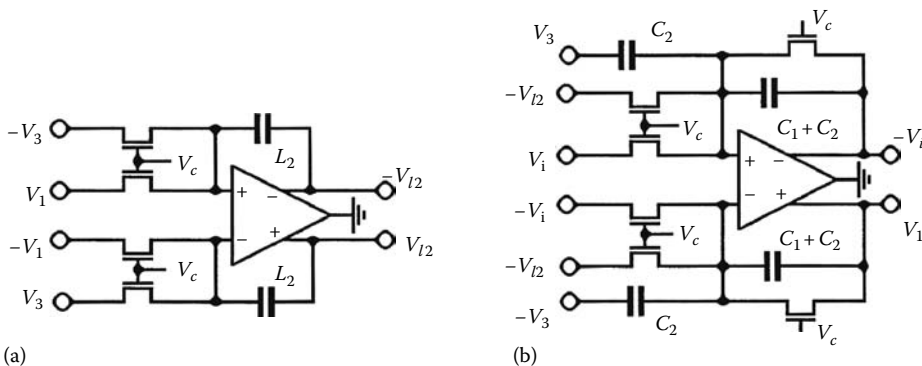 −V3
V1
−V1
V3
Vc
Vc
L2
L2
+
−
−
+
−Vl2
Vl2
(a)
V3
−Vl2
Vi
−Vi
−Vl2
−V3
C2
C2
Vc
Vc
Vc
Vc
C1 + C2
C1 + C2
+
−
−
+
−Vi
V1
(b)